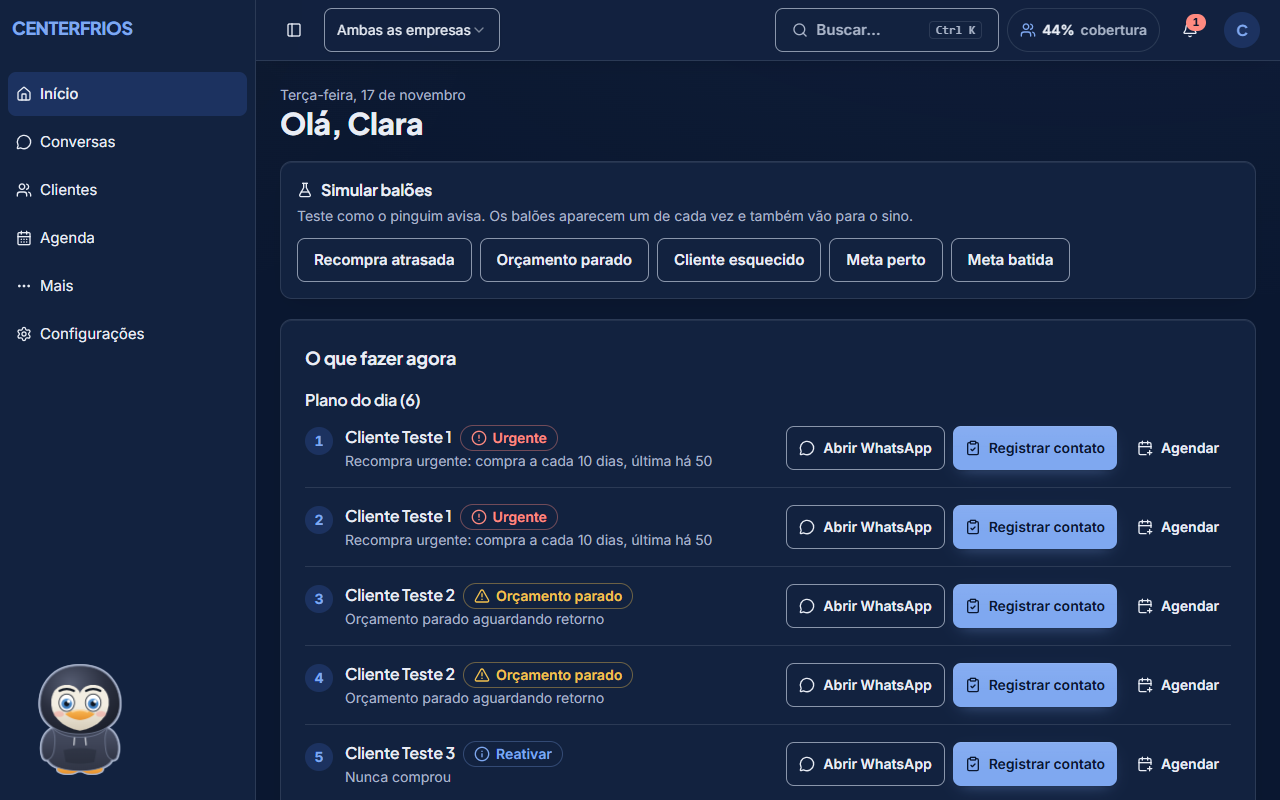 CENTERFRIOS
Ambas as empresas
Buscar...
Ctrl K
44% cobertura
1
C
Início
Conversas
Clientes
Agenda
Mais
Configurações
Terça-feira, 17 de novembro
Olá, Clara
Simular balões
Teste como o pinguim avisa. Os balões aparecem um de cada vez e também vão para o sino.
Recompra atrasada
Orçamento parado
Cliente esquecido
Meta perto
Meta batida
O que fazer agora
Plano do dia (6)
1
Cliente Teste 1
Urgente
Recompra urgente: compra a cada 10 dias, última há 50
Abrir WhatsApp
Registrar contato
Agendar
2
Cliente Teste 1
Urgente
Recompra urgente: compra a cada 10 dias, última há 50
Abrir WhatsApp
Registrar contato
Agendar
3
Cliente Teste 2
Orçamento parado
Orçamento parado aguardando retorno
Abrir WhatsApp
Registrar contato
Agendar
4
Cliente Teste 2
Orçamento parado
Orçamento parado aguardando retorno
Abrir WhatsApp
Registrar contato
Agendar
5
Cliente Teste 3
Reativar
Nunca comprou
Abrir WhatsApp
Registrar contato
Agendar